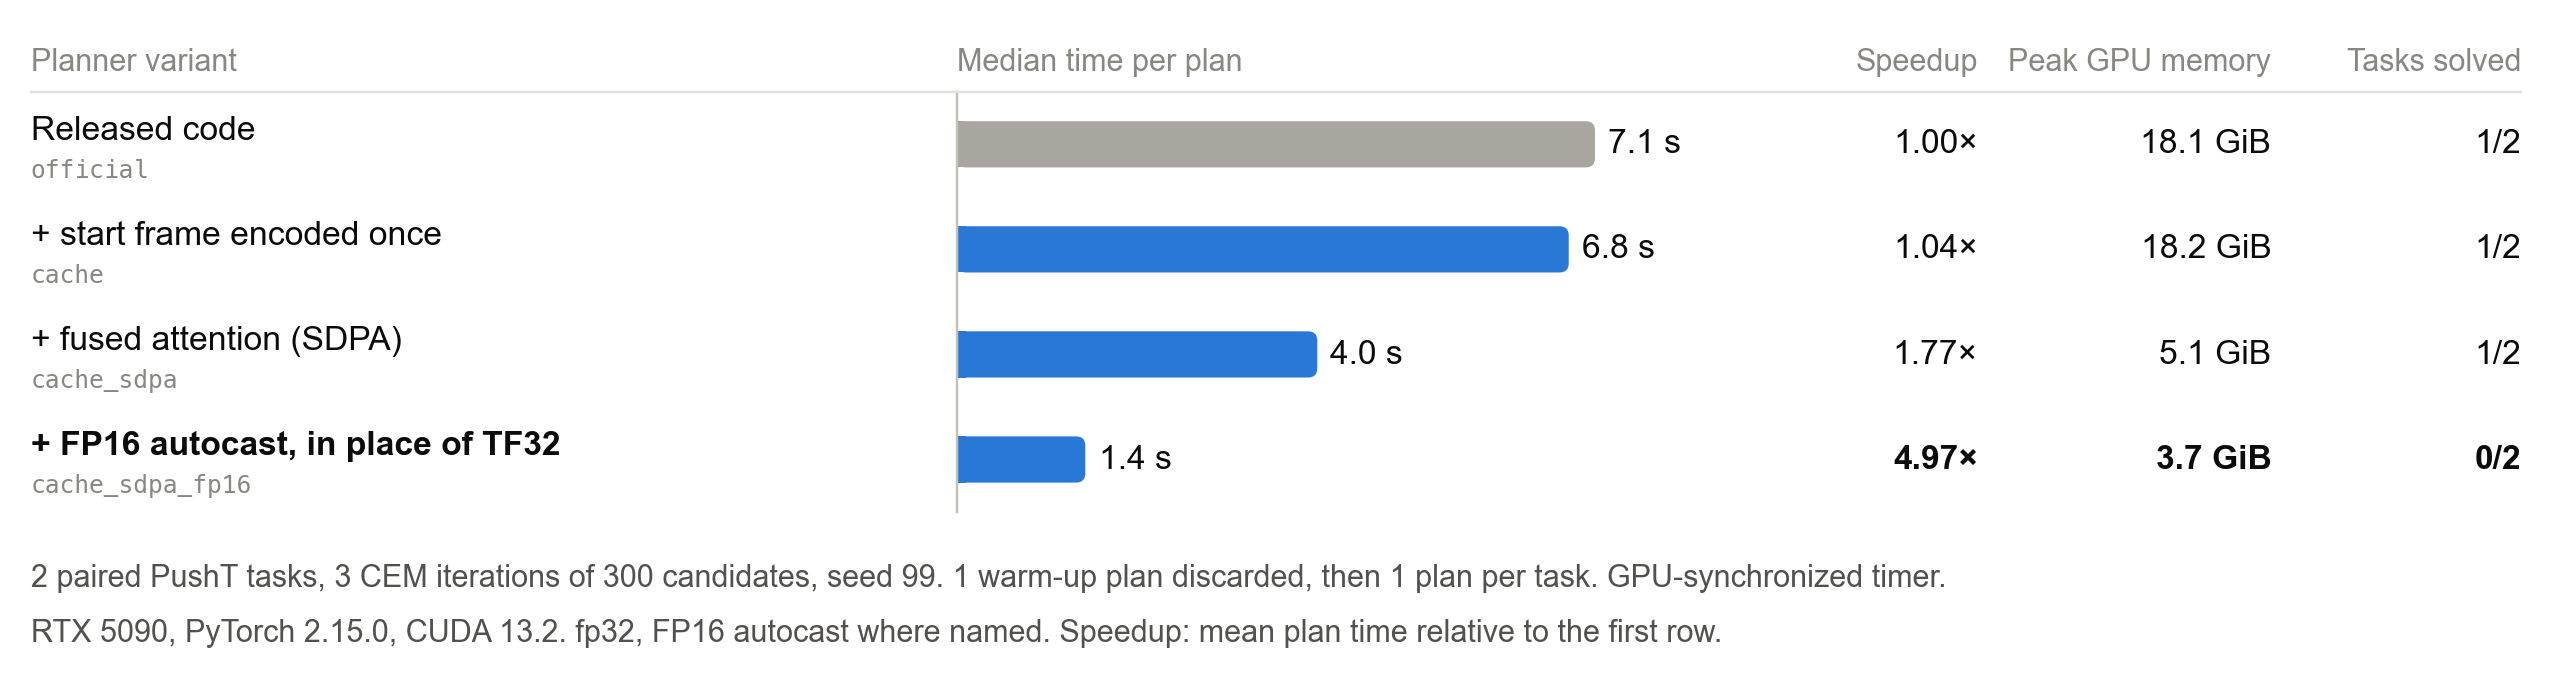 Planner variant Median time per plan Speedup Peak GPU memory Tasks solved
Released code 7.1 s 1.00× 18.1 GiB 1/2
official
+ start frame encoded once 6.8 s 1.04× 18.2 GiB 1/2
cache
+ fused attention (SDPA) 4.0 s 1.77× 5.1 GiB 1/2
cache_sdpa
+ FP16 autocast, in place of TF32 1.4 s 4.97× 3.7 GiB 0/2
cache_sdpa_fp16
2 paired PushT tasks, 3 CEM iterations of 300 candidates, seed 99. 1 warm-up plan discarded, then 1 plan per task. GPU-synchronized timer.
RTX 5090, PyTorch 2.15.0, CUDA 13.2. fp32, FP16 autocast where named. Speedup: mean plan time relative to the first row.